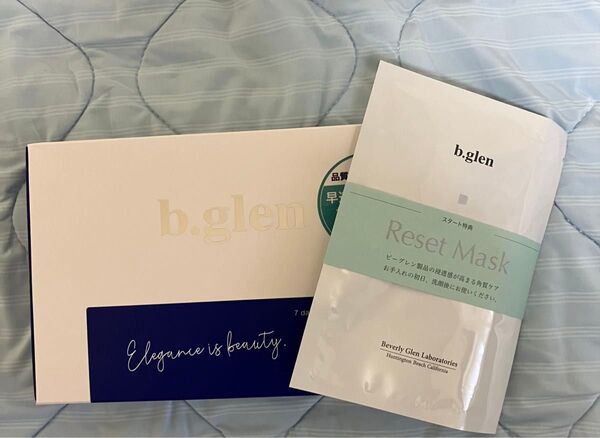 b.glen
品質
7 da
Elegance is beauty.
b.glen
スタート特典
Reset Mask
ビーグレン製品の浸透感が高まる角質ケア
お手入れの初日、洗顔後にお使いください。
Beverly Glen Laboratories
Huntington Beach California